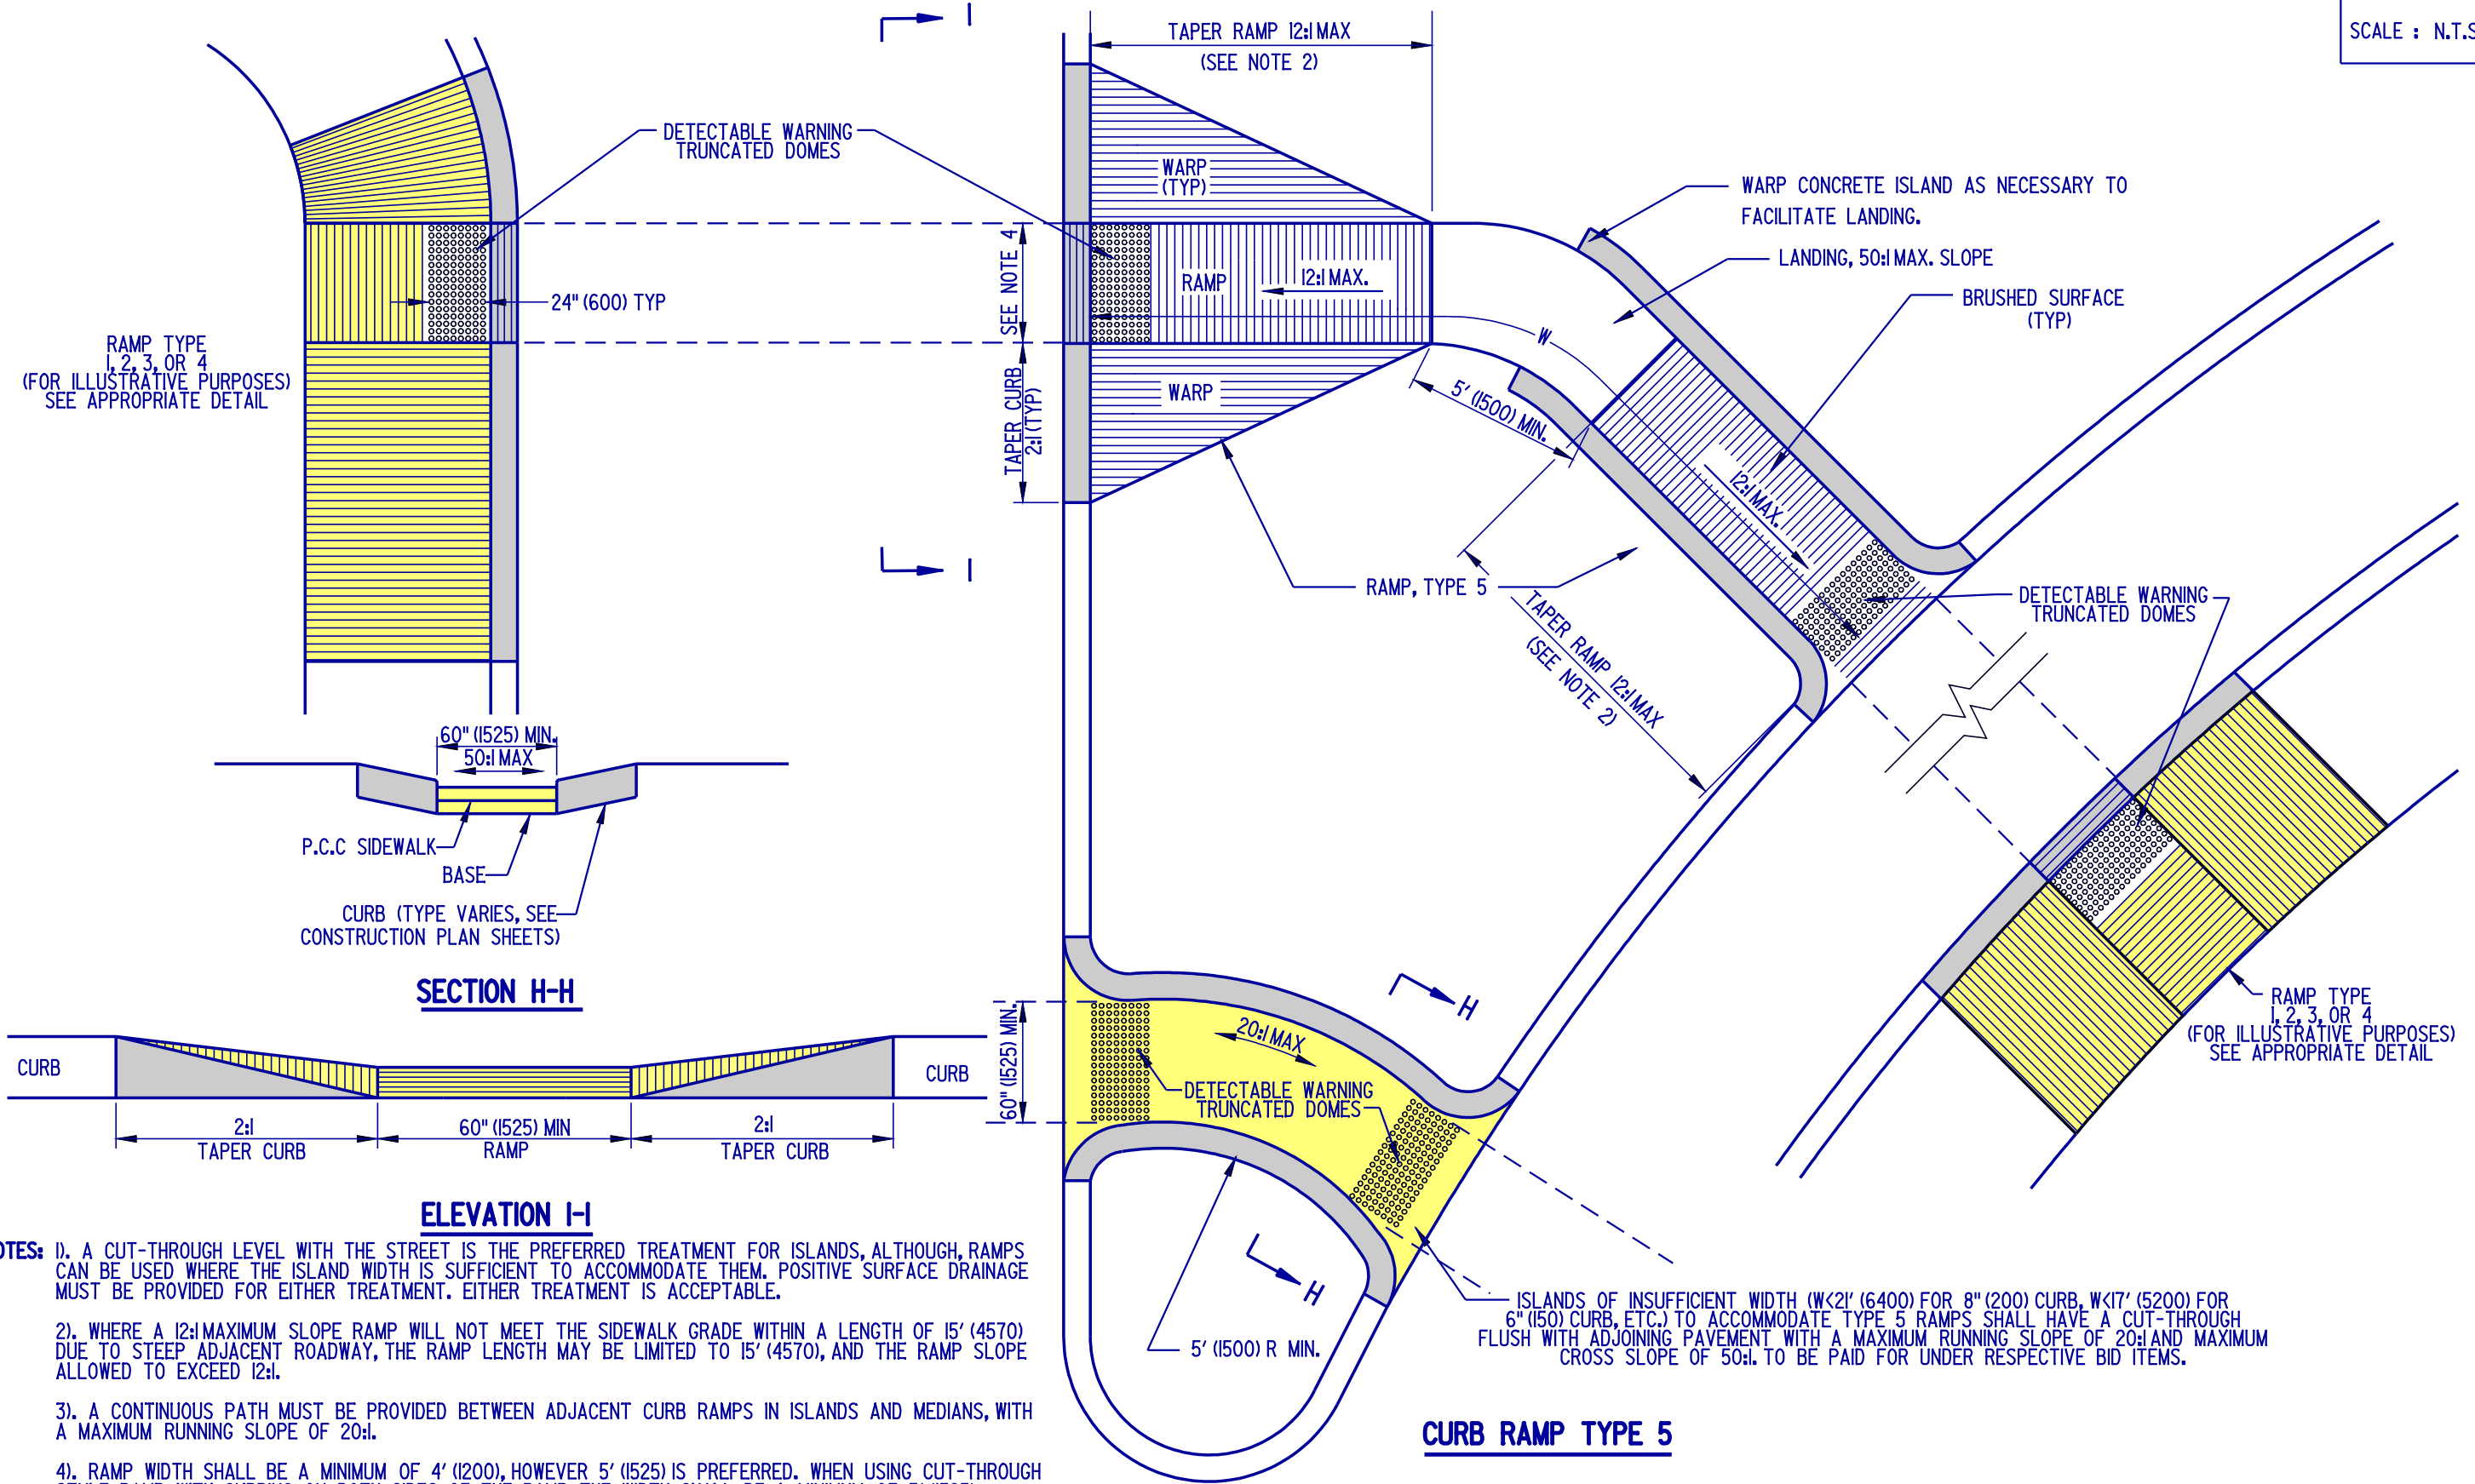 SCALE : N.T.S
I
TAPER RAMP 12:1 MAX
(SEE NOTE 2)
DETECTABLE WARNING
TRUNCATED DOMES
WARP
(TYP)
WARP CONCRETE ISLAND AS NECESSARY TO
FACILITATE LANDING.
LANDING, 50:1 MAX. SLOPE
BRUSHED SURFACE
(TYP)
SEE NOTE 4
RAMP
12:1 MAX.
24" (600) TYP
W
RAMP TYPE
1, 2, 3, OR 4
(FOR ILLUSTRATIVE PURPOSES)
SEE APPROPRIATE DETAIL
TAPER CURB
2:1 (TYP)
WARP
5' (1500) MIN.
12:1 MAX.
I
RAMP, TYPE 5
TAPER RAMP 12:1 MAX
(SEE NOTE 2)
DETECTABLE WARNING
TRUNCATED DOMES
60" (1525) MIN.
50:1 MAX
P.C.C SIDEWALK
BASE
CURB (TYPE VARIES, SEE
CONSTRUCTION PLAN SHEETS)
SECTION H-H
H
RAMP TYPE
1, 2, 3, OR 4
(FOR ILLUSTRATIVE PURPOSES)
SEE APPROPRIATE DETAIL
60" (1525) MIN.
20:1 MAX
DETECTABLE WARNING
TRUNCATED DOMES
CURB
CURB
2:1
TAPER CURB
60" (1525) MIN
RAMP
2:1
TAPER CURB
ELEVATION I-I
H
5' (1500) R MIN.
ISLANDS OF INSUFFICIENT WIDTH (W<21' (6400) FOR 8" (200) CURB, W<17' (5200) FOR
6" (150) CURB, ETC.) TO ACCOMMODATE TYPE 5 RAMPS SHALL HAVE A CUT-THROUGH
FLUSH WITH ADJOINING PAVEMENT WITH A MAXIMUM RUNNING SLOPE OF 20:1 AND MAXIMUM
CROSS SLOPE OF 50:1. TO BE PAID FOR UNDER RESPECTIVE BID ITEMS.
CURB RAMP TYPE 5
OTES: 1). A CUT-THROUGH LEVEL WITH THE STREET IS THE PREFERRED TREATMENT FOR ISLANDS, ALTHOUGH, RAMPS
CAN BE USED WHERE THE ISLAND WIDTH IS SUFFICIENT TO ACCOMMODATE THEM. POSITIVE SURFACE DRAINAGE
MUST BE PROVIDED FOR EITHER TREATMENT. EITHER TREATMENT IS ACCEPTABLE.
2). WHERE A 12:1 MAXIMUM SLOPE RAMP WILL NOT MEET THE SIDEWALK GRADE WITHIN A LENGTH OF 15' (4570)
DUE TO STEEP ADJACENT ROADWAY, THE RAMP LENGTH MAY BE LIMITED TO 15' (4570), AND THE RAMP SLOPE
ALLOWED TO EXCEED 12:1.
3). A CONTINUOUS PATH MUST BE PROVIDED BETWEEN ADJACENT CURB RAMPS IN ISLANDS AND MEDIANS, WITH
A MAXIMUM RUNNING SLOPE OF 20:1.
4). RAMP WIDTH SHALL BE A MINIMUM OF 4' (1200), HOWEVER 5' (1525) IS PREFERRED. WHEN USING CUT-THROUGH